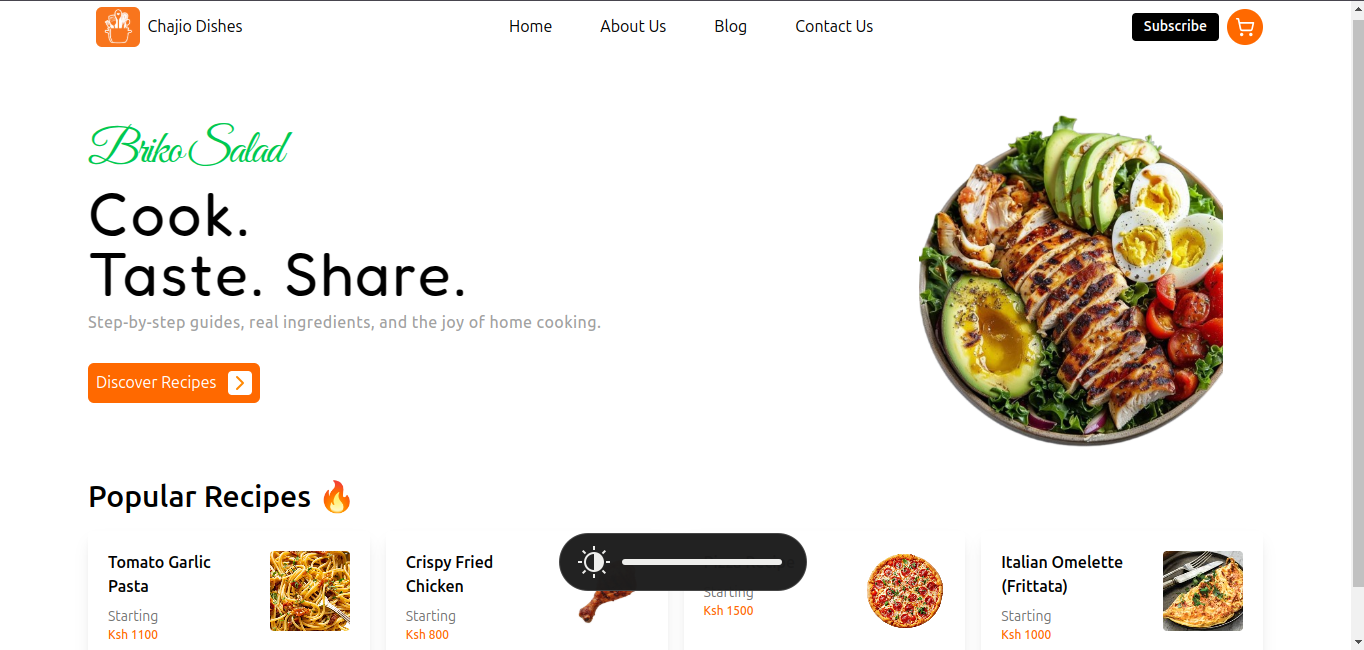 Chajio Dishes
Home
About Us
Blog
Contact Us
Subscribe
Briko Salad
Cook.
Taste. Share.
Step-by-step guides, real ingredients, and the joy of home cooking.
Discover Recipes
Popular Recipes 🔥
Tomato Garlic
Pasta
Starting
Ksh 1100
Crispy Fried
Chicken
Starting
Ksh 800
Starting
Ksh 1500
Italian Omelette
(Frittata)
Starting
Ksh 1000